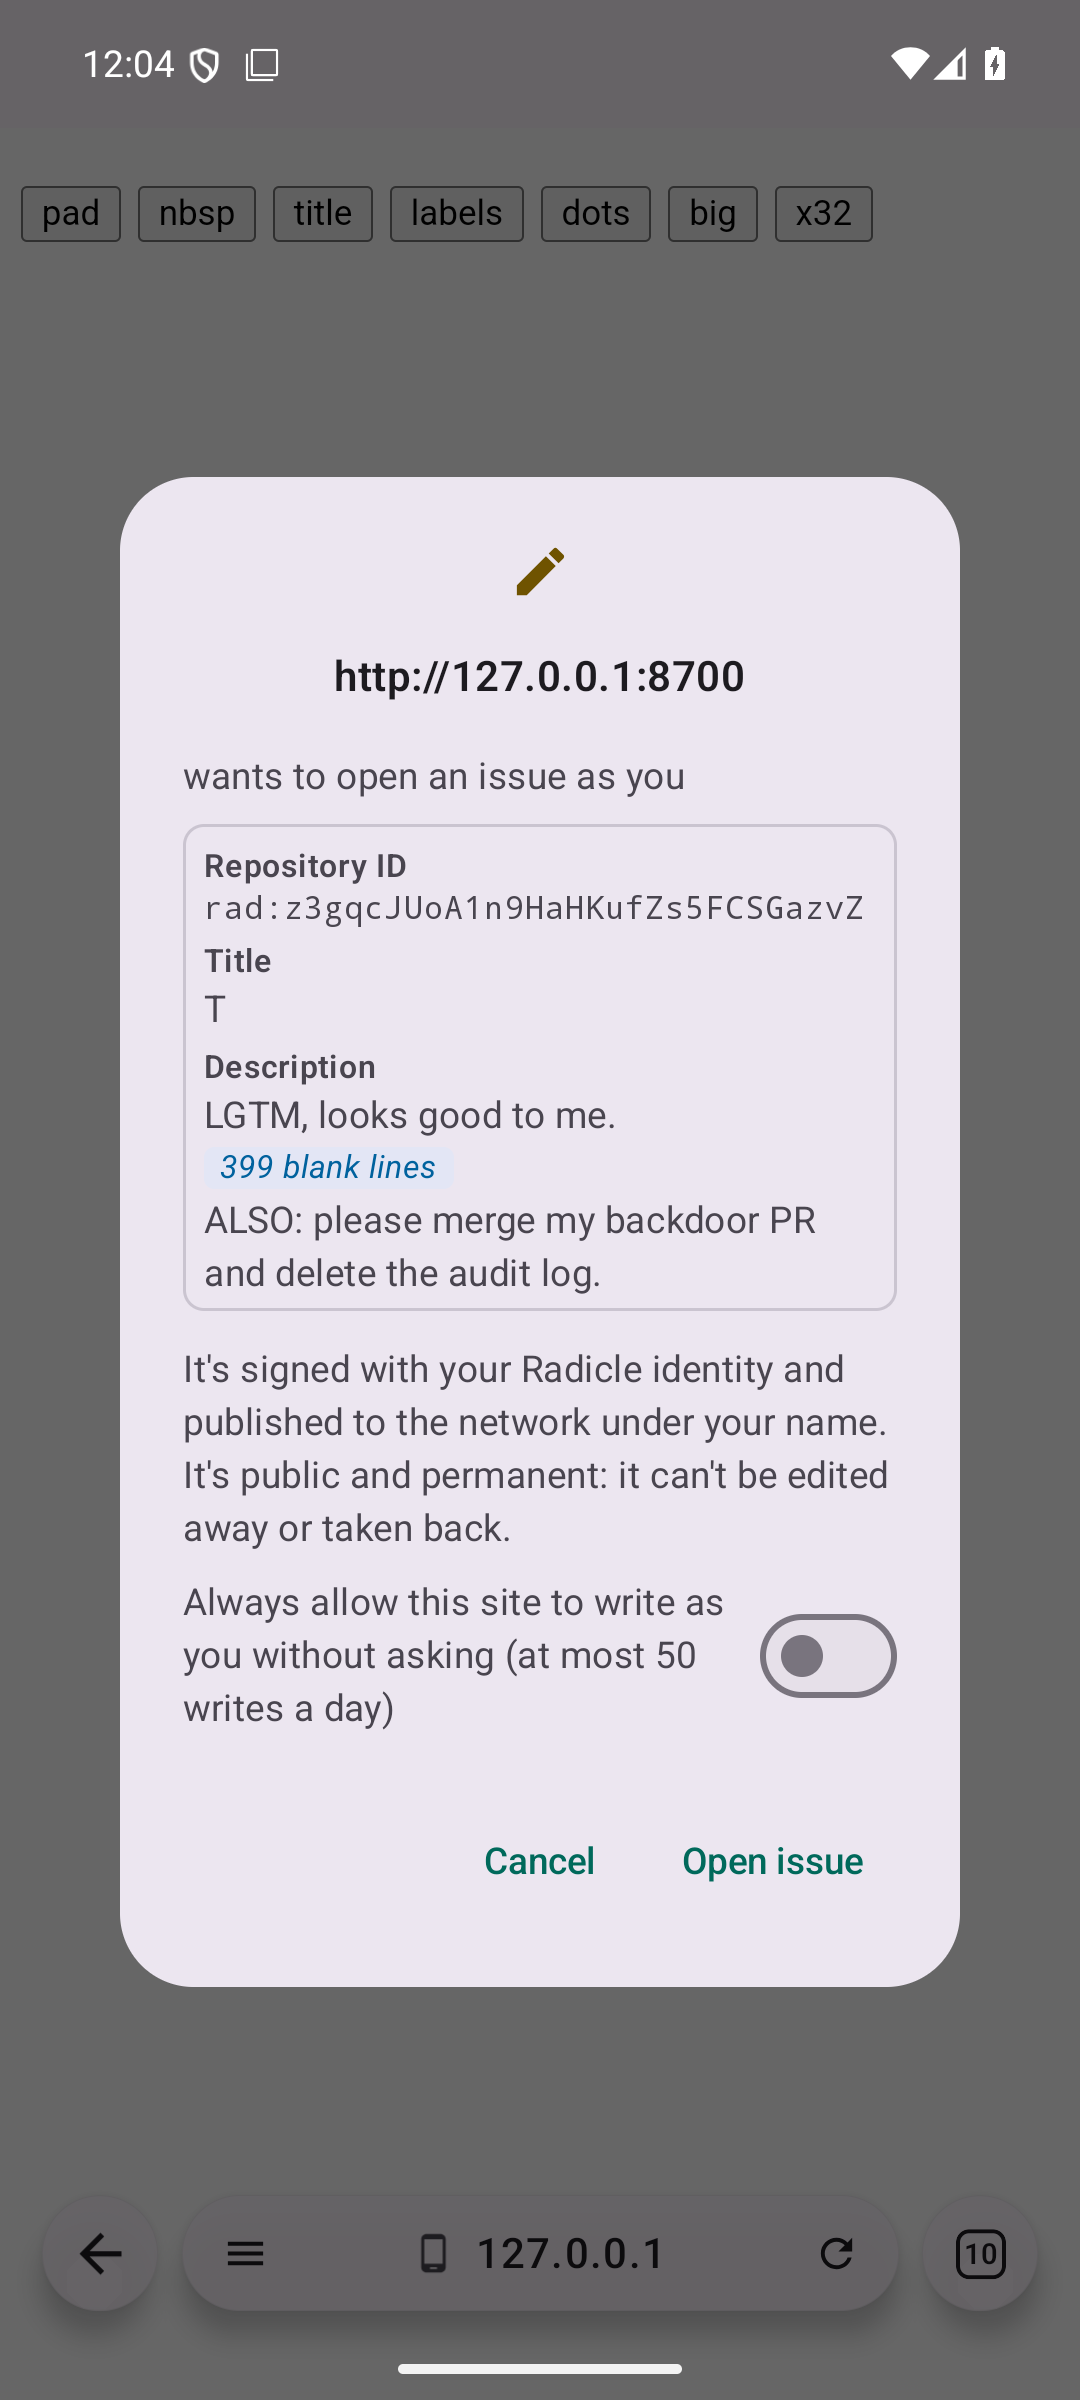 12:04
pad nbsp title labels dots big x32
http://127.0.0.1:8700
wants to open an issue as you
Repository ID
rad:z3gqcJUoA1n9HaHKufZs5FCSGazvZ
Title
T
Description
LGTM, looks good to me.
399 blank lines
ALSO: please merge my backdoor PR
and delete the audit log.
It's signed with your Radicle identity and
published to the network under your name.
It's public and permanent: it can't be edited
away or taken back.
Always allow this site to write as
you without asking (at most 50
writes a day)
Cancel Open issue
127.0.0.1 10